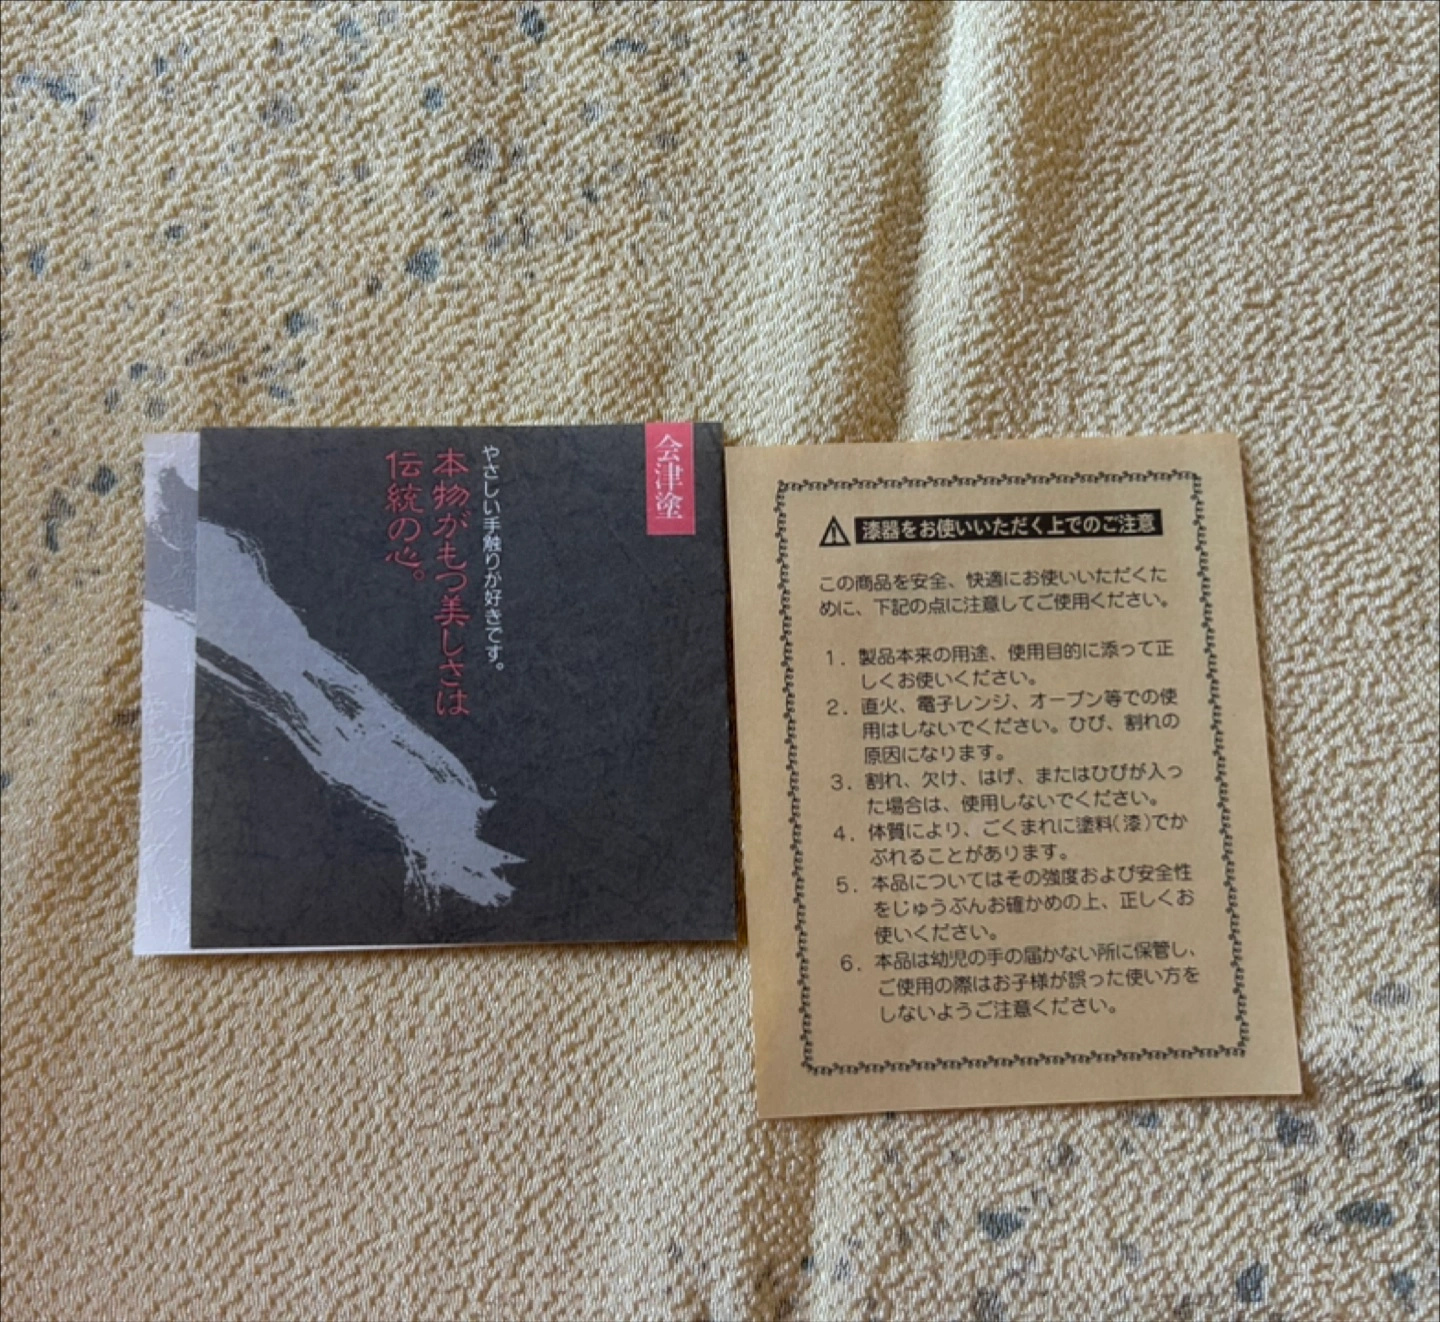 会津塗
やさしい手触りが好きです。
本物がもつ美しさは
伝統の心。
漆器をお使いいただく上でのご注意
この商品を安全、快適にお使いいただくた
めに、下記の点に注意してご使用ください。
1. 製品本来の用途、使用目的に添って正
しくお使いください。
2. 直火、電子レンジ、オーブン等での使
用はしないでください。ひび、割れの
原因になります。
3. 割れ、欠け、はげ、またはひびが入っ
た場合は、使用しないでください。
4. 体質により、ごくまれに塗料(漆)でか
ぶれることがあります。
5. 本品についてはその強度および安全性
をじゅうぶんお確かめの上、正しくお
使いください。
6. 本品は幼児の手の届かない所に保管し、
ご使用の際はお子様が誤った使い方を
しないようご注意ください。